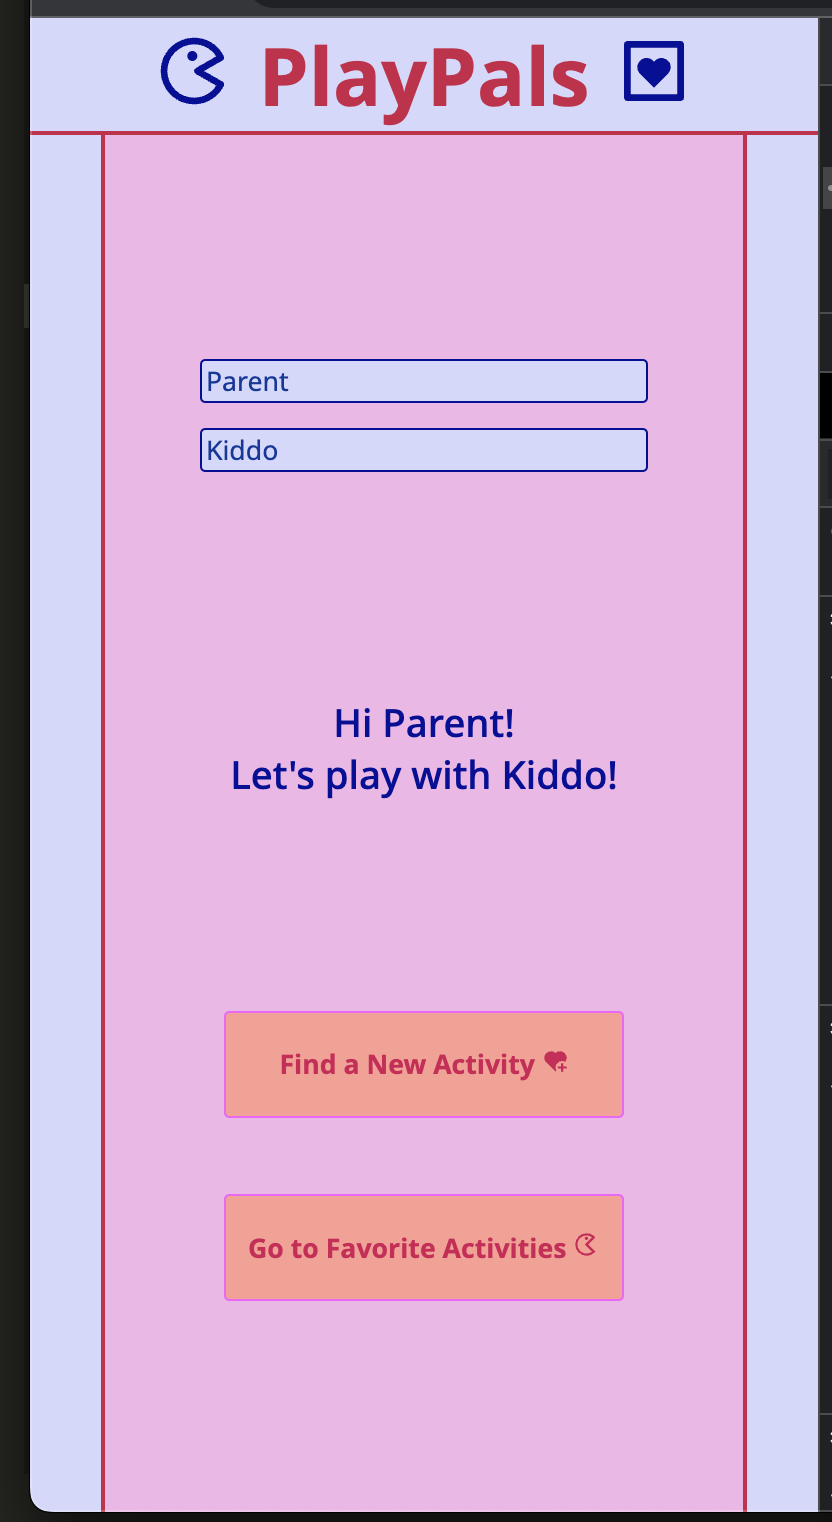 PlayPals
Parent
Kiddo
Hi Parent!
Let's play with Kiddo!
Find a New Activity
Go to Favorite Activities